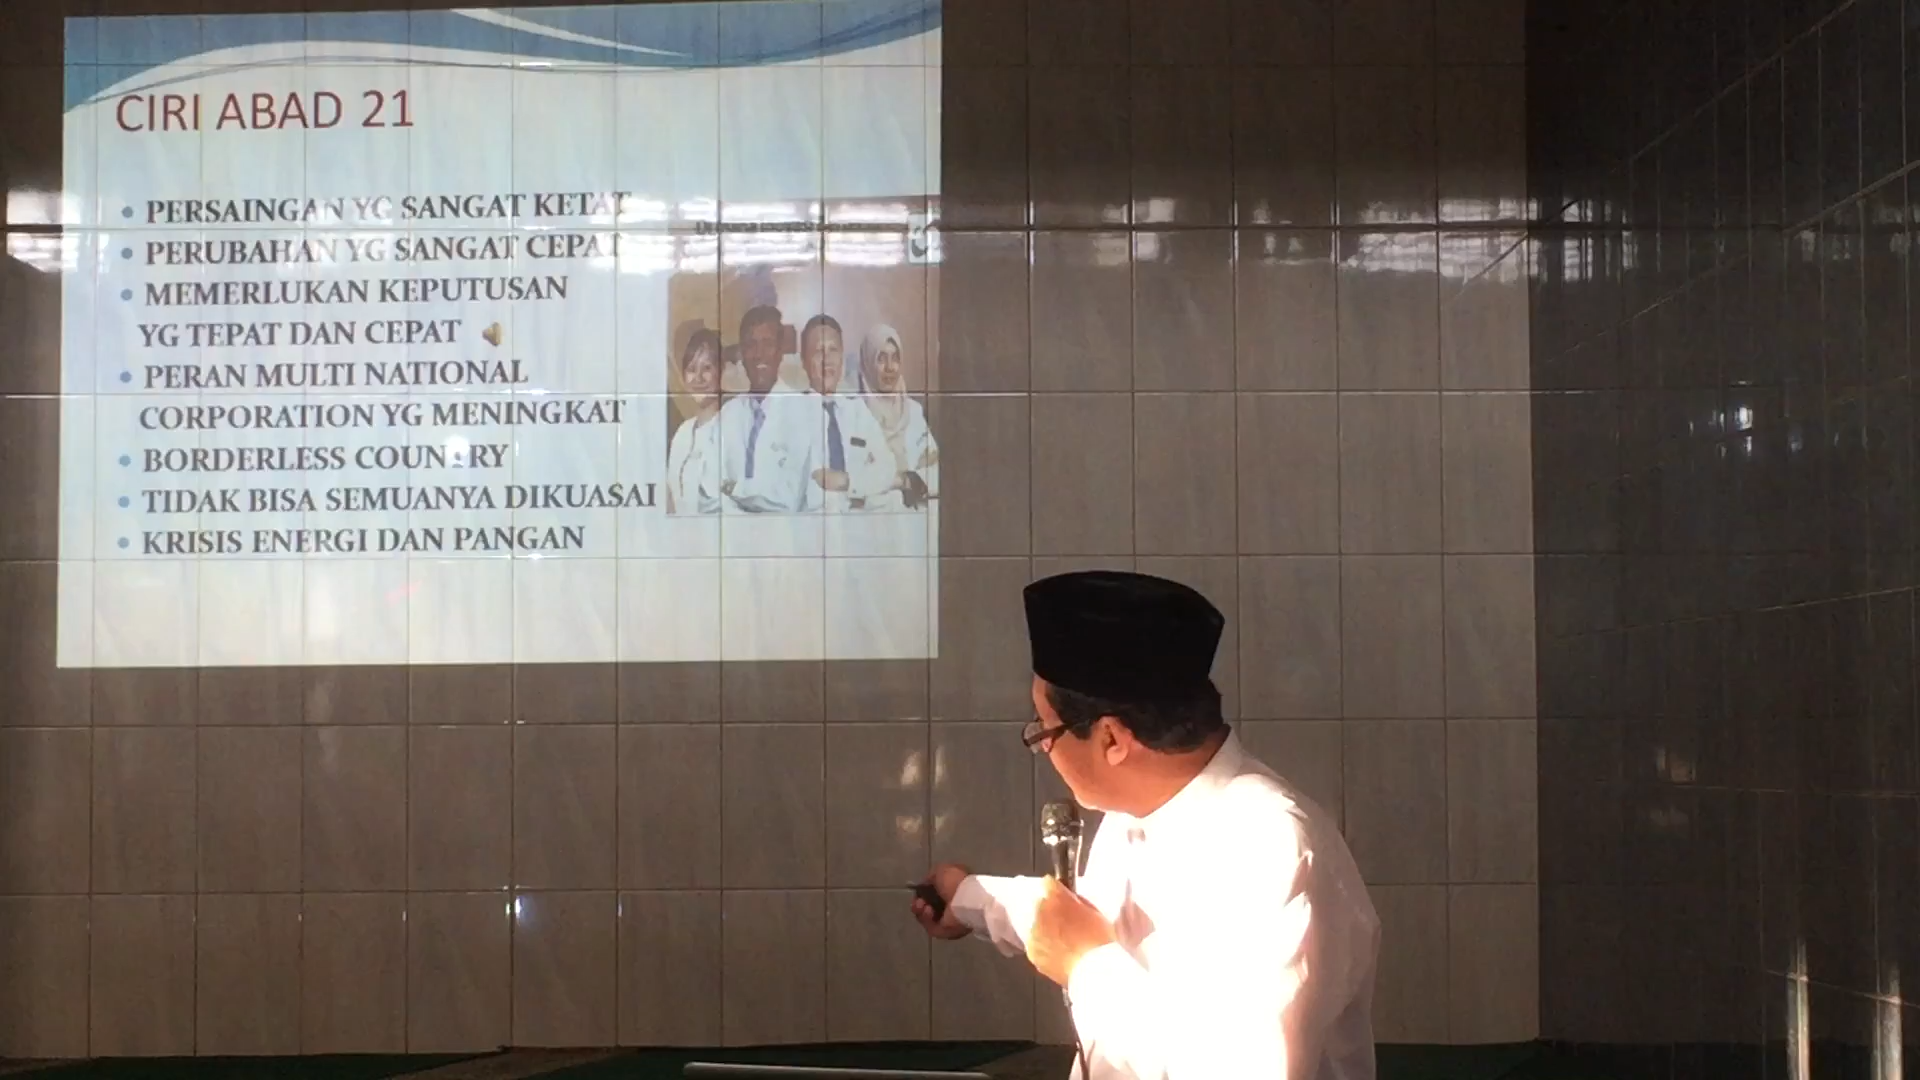 CIRI ABAD 21
• PERSAINGAN YG SANGAT KETAT
• PERUBAHAN YG SANGAT CEPAT
• MEMERLUKAN KEPUTUSAN
YG TEPAT DAN CEPAT
• PERAN MULTI NATIONAL
CORPORATION YG MENINGKAT
• BORDERLESS COUNTRY
• TIDAK BISA SEMUANYA DIKUASAI
• KRISIS ENERGI DAN PANGAN